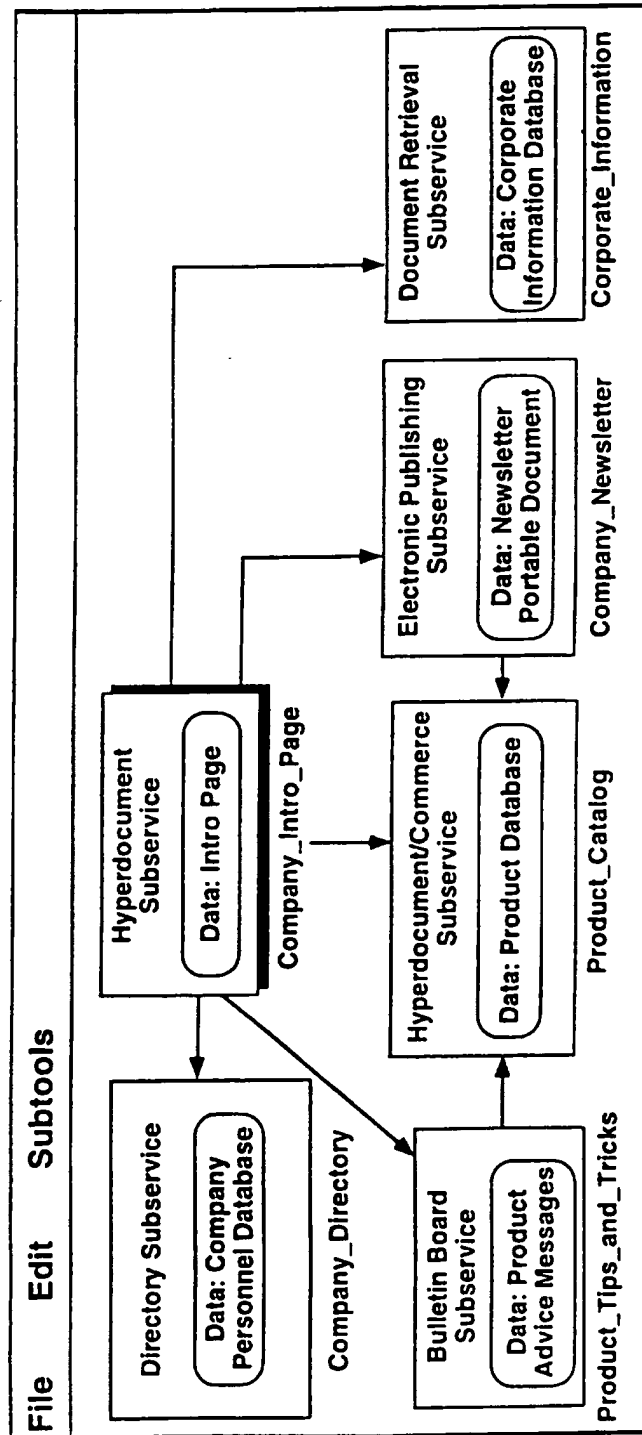 File Edit Subtools
Directory Subservice
Data: Company
Personnel Database
Company_Directory
Hyperdocument
Subservice
Data: Intro Page
Company_Intro_Page
Bulletin Board
Subservice
Data: Product
Advice Messages
Product_Tips_and_Tricks
Hyperdocument/Commerce
Subservice
Data: Product Database
Product_Catalog
Electronic Publishing
Subservice
Data: Newsletter
Portable Document
Company_Newsletter
Document Retrieval
Subservice
Data: Corporate
Information Database
Corporate_Information